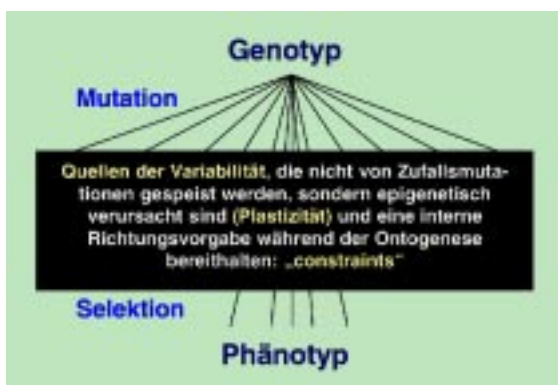 Genotyp
Mutation
Quellen der Variabilität, die nicht von Zufallsmuta-
tionen gespeist werden, sondern epigenetisch
verursacht sind (Plastizität) und eine interne
Richtungsvorgabe während der Ontogenese
bereithalten: „constraints“
Selektion
Phänotyp